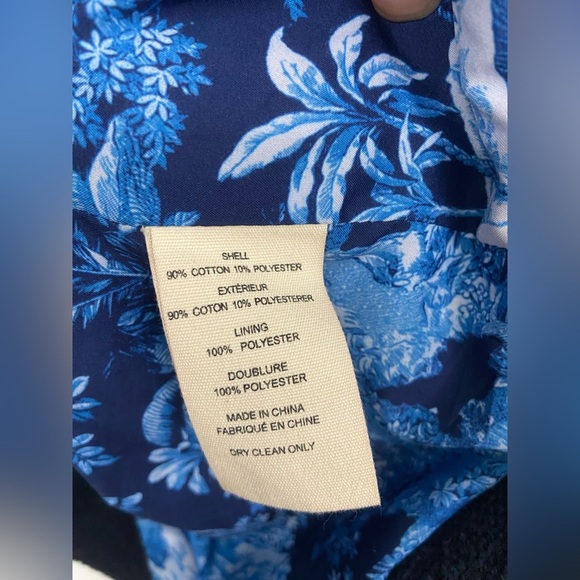 SHELL
90% COTTON 10% POLYESTER
EXTÉRIEUR
90% COTON 10% POLYESTERER
LINING
100% POLYESTER
DOUBLURE
100% POLYESTER
MADE IN CHINA
FABRIQUÉ EN CHINE
DRY CLEAN ONLY